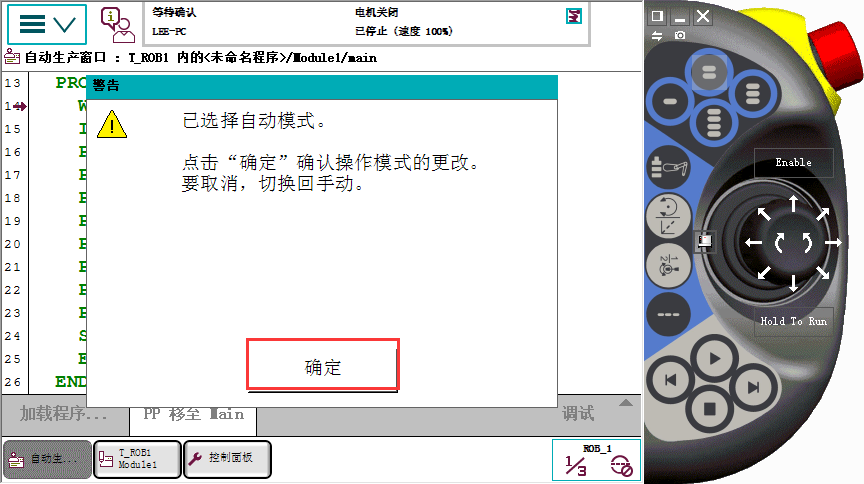 等待确认
电机关闭
LEE-PC
已停止 (速度 100%)
自动生产窗口 : T_ROB1 内的<未命名程序>/Module1/main
警告
已选择自动模式。
点击“确定”确认操作模式的更改。
要取消，切换回手动。
确定
13 PRO
14 W
15 I
16 E
17 E
18 E
19 E
20 E
21 E
22 E
23 E
24 S
25 E
26 END
加载程序...
PP 移至 Main
调试
自动生...
T_ROB1
Module1
控制面板
ROB_1
1/3
Enable
Hold To Run